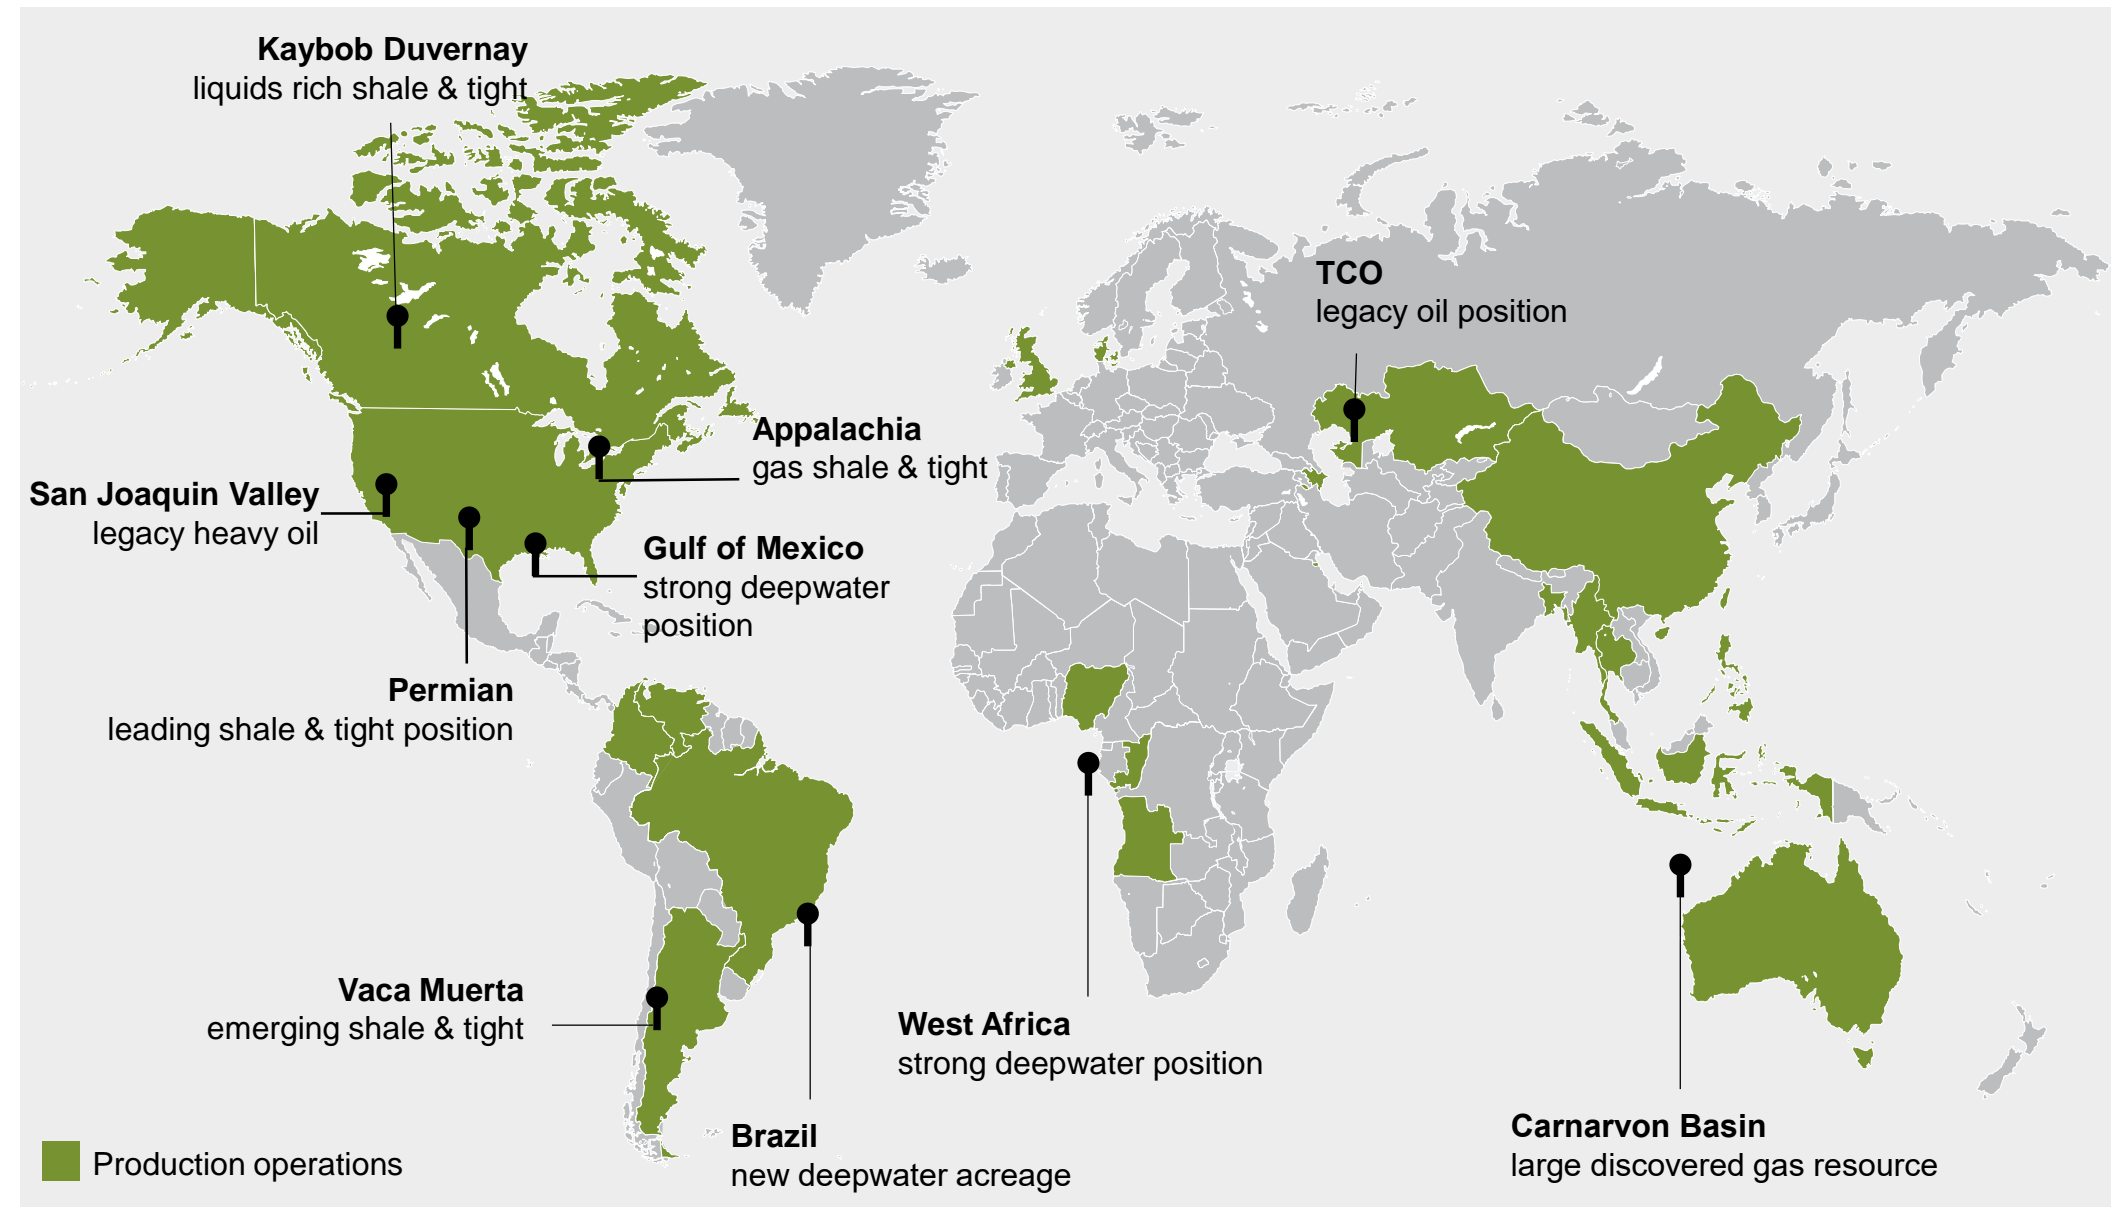 Kaybob Duvernay
liquids rich shale & tight
TCO
legacy oil position
Appalachia
gas shale & tight
San Joaquin Valley
legacy heavy oil
Gulf of Mexico
strong deepwater
position
Permian
leading shale & tight position
Vaca Muerta
emerging shale & tight
West Africa
strong deepwater position
Brazil
new deepwater acreage
Carnarvon Basin
large discovered gas resource
Production operations